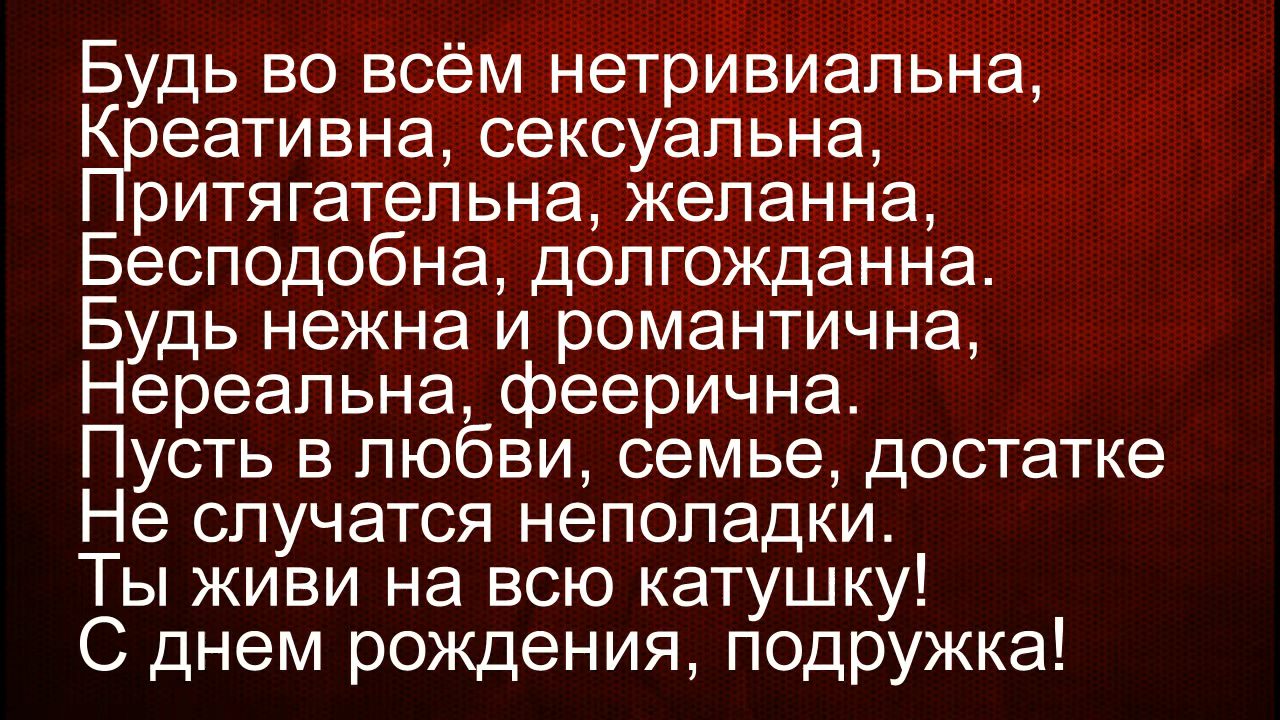 Будь во всём нетривиальна,
Креативна, сексуальна,
Притягательна, желанна,
Бесподобна, долгожданна.
Будь нежна и романтична,
Нереальна, феерична.
Пусть в любви, семье, достатке
Не случатся неполадки.
Ты живи на всю катушку!
С днем рождения, подружка!